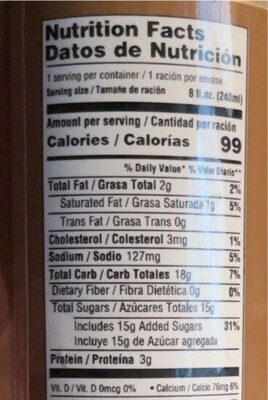 Nutrition Facts
Datos de Nutrición
1 serving per container / 1 ración por envase
Serving size / Tamaño de ración 8 fl.oz. (240ml)
Amount per serving / Cantidad por ración
Calories / Calorías 99
% Daily Value* % Valor Diario**
Total Fat / Grasa Total 2g 2%
Saturated Fat / Grasa Saturada 1g 5%
Trans Fat / Grasa Trans 0g
Cholesterol / Colesterol 3mg 1%
Sodium / Sodio 127mg 5%
Total Carb / Carb Totales 18g 7%
Dietary Fiber / Fibra Dietética 0g 0%
Total Sugars / Azúcares Totales 15g
Includes 15g Added Sugars 31%
Incluye 15g de Azúcar agregada
Protein / Proteína 3g
Vit. D / Vit. D 0mcg 0% • Calcium / Calcio 76mg 6%